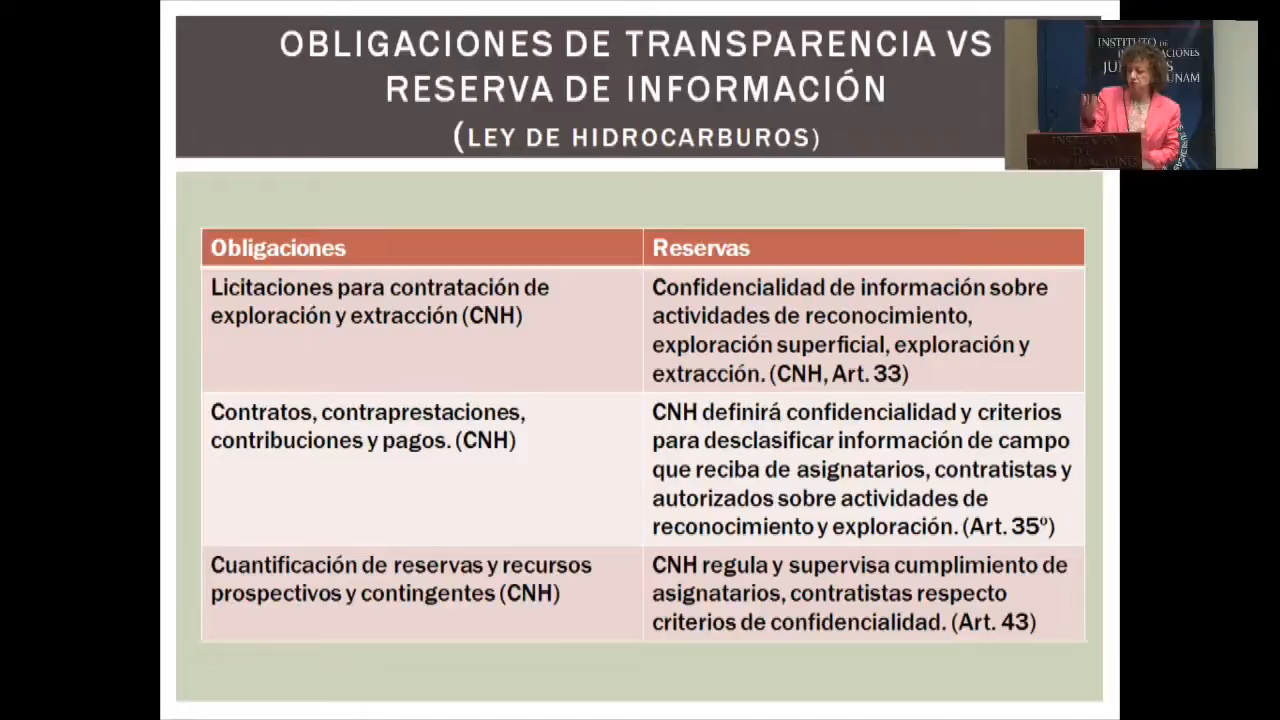 OBLIGACIONES DE TRANSPARENCIA VS
RESERVA DE INFORMACIÓN
(LEY DE HIDROCARBUROS)
INSTITUTO DE
JURÍDICAS
UNAM
INSTITUTO
DE
Obligaciones
Reservas
Licitaciones para contratación de
exploración y extracción (CNH)
Confidencialidad de información sobre
actividades de reconocimiento,
exploración superficial, exploración y
extracción. (CNH, Art. 33)
Contratos, contraprestaciones,
contribuciones y pagos. (CNH)
CNH definirá confidencialidad y criterios
para desclasificar información de campo
que reciba de asignatarios, contratistas y
autorizados sobre actividades de
reconocimiento y exploración. (Art. 35º)
Cuantificación de reservas y recursos
prospectivos y contingentes (CNH)
CNH regula y supervisa cumplimiento de
asignatarios, contratistas respecto
criterios de confidencialidad. (Art. 43)